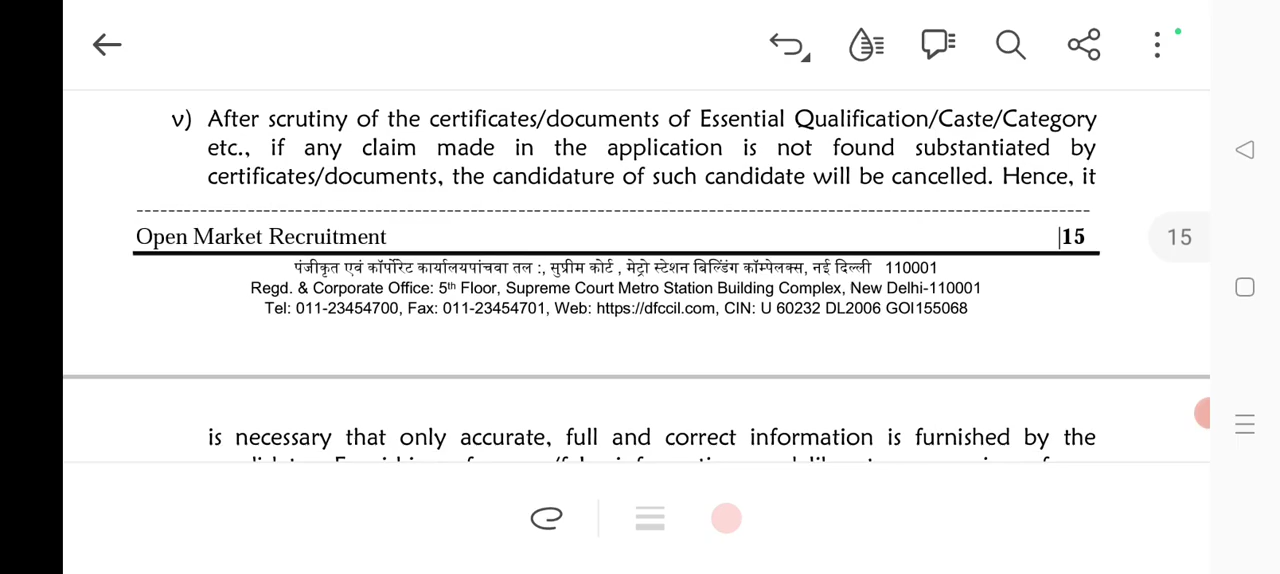 v) After scrutiny of the certificates/documents of Essential Qualification/Caste/Category
etc., if any claim made in the application is not found substantiated by
certificates/documents, the candidature of such candidate will be cancelled. Hence, it
Open Market Recruitment |15
15
पंजीकृत एवं कॉर्पोरेट कार्यालयपांचवा तल :, सुप्रीम कोर्ट , मेट्रो स्टेशन बिल्डिंग कॉम्पेलक्स, नई दिल्ली 110001
Regd. & Corporate Office: 5th Floor, Supreme Court Metro Station Building Complex, New Delhi-110001
Tel: 011-23454700, Fax: 011-23454701, Web: https://dfccil.com, CIN: U 60232 DL2006 GOI155068
is necessary that only accurate, full and correct information is furnished by the